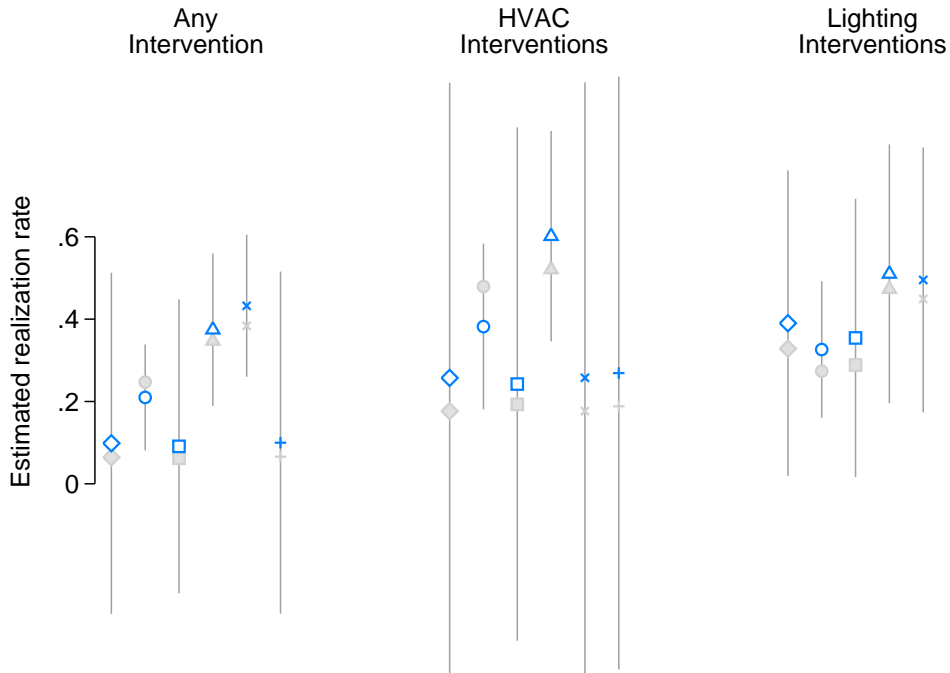 Any
Intervention
HVAC
Interventions
Lighting
Interventions
Estimated realization rate
.6
.4
.2
0